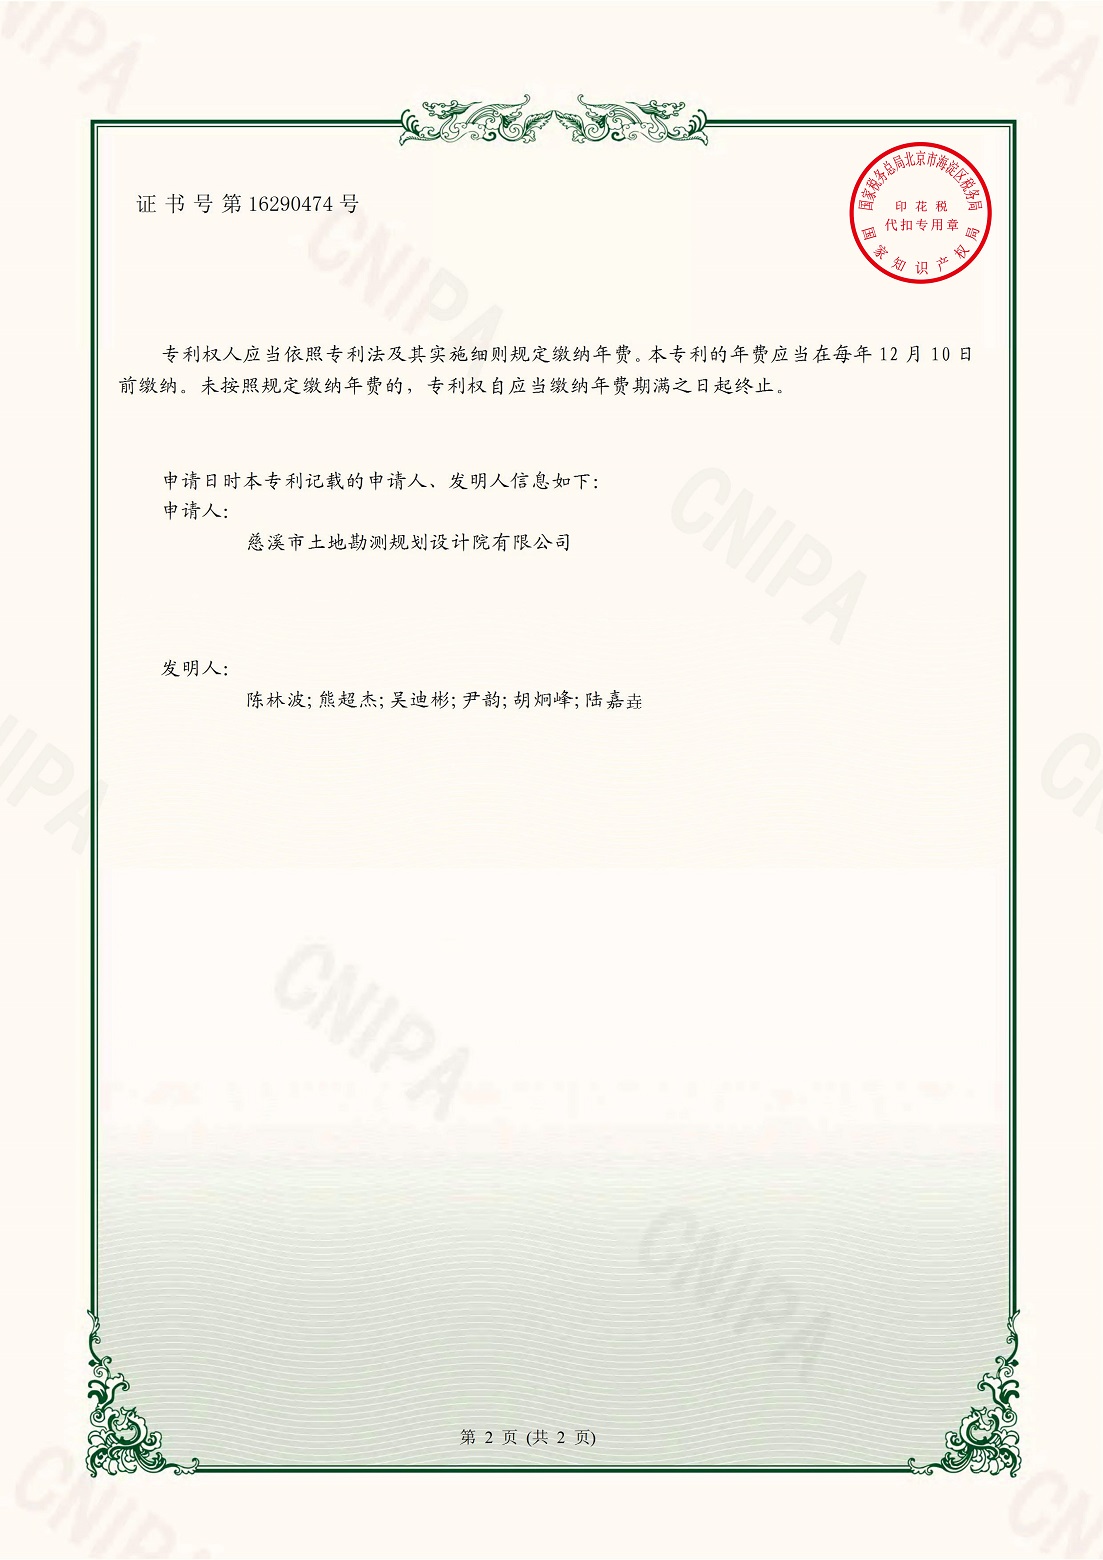 证书号第16290474号
国家税务总局北京市海淀区税务局
印花税
代扣专用章
国家知识产权局
专利权人应当依照专利法及其实施细则规定缴纳年费。本专利的年费应当在每年12月10日
前缴纳。未按照规定缴纳年费的，专利权自应当缴纳年费期满之日起终止。
申请日时本专利记载的申请人、发明人信息如下：
申请人：
慈溪市土地勘测规划设计院有限公司
发明人：
陈林波;熊超杰;吴迪彬;尹韵;胡炯峰;陆嘉垚
第 2 页 (共 2 页)
CNIPA
CNIPA
CNIPA
CNIPA
CNIPA
CNIPA